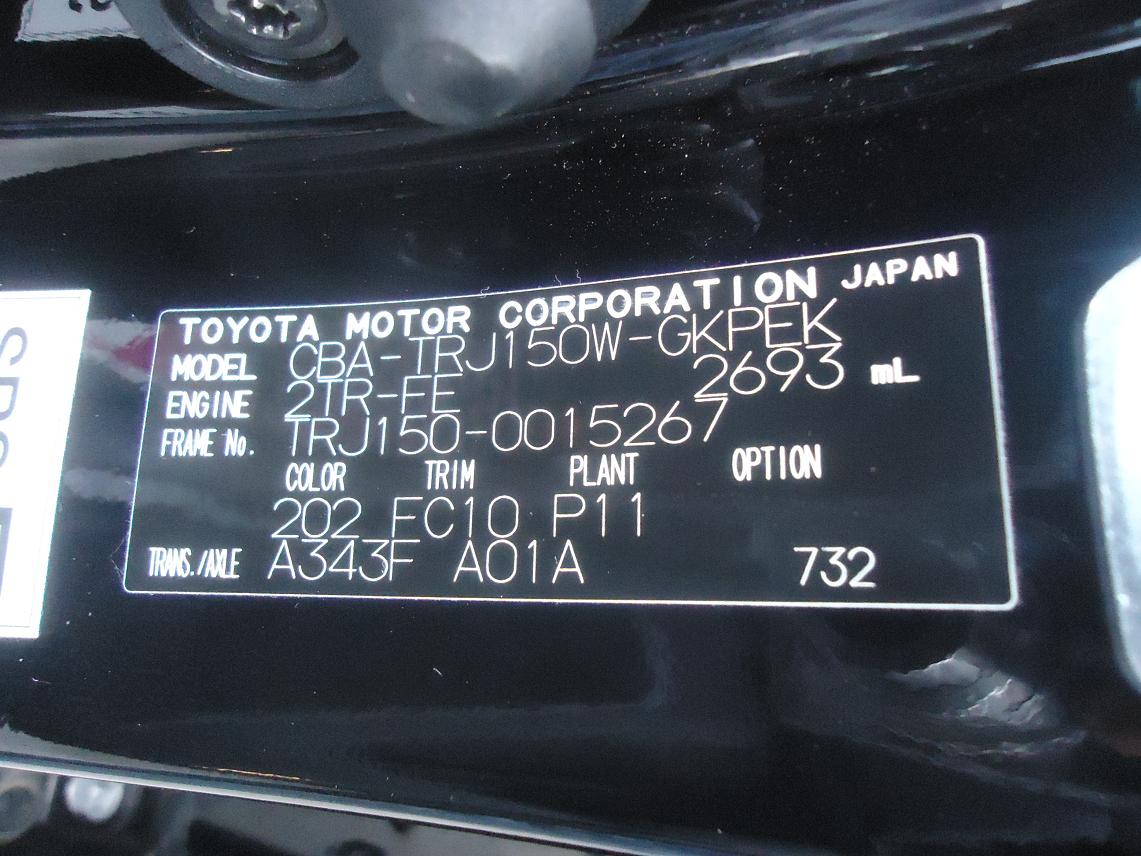 TOYOTA MOTOR CORPORATION JAPAN
MODEL CBA-TRJ150W-GKPEK
ENGINE 2TR-FE 2693 mL
FRAME No. TRJ150-0015267
COLOR TRIM PLANT OPTION
202 FC10 P11
TRANS./AXLE A343F A01A 732